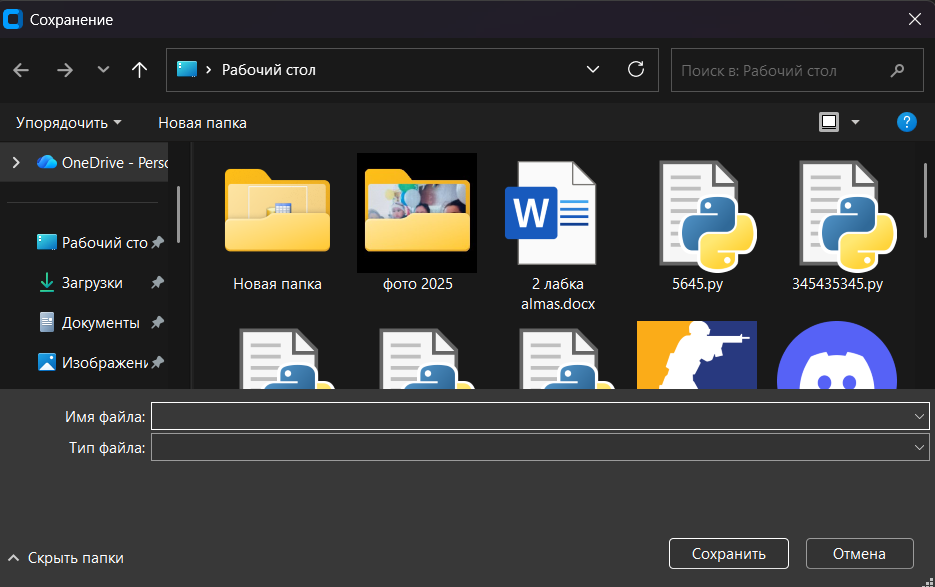 Сохранение
Рабочий стол
Поиск в: Рабочий стол
Упорядочить
Новая папка
OneDrive - Perso
Рабочий сто
Загрузки
Документы
Изображени
Новая папка
фото 2025
W
2 лабка
almas.docx
5645.py
345435345.py
Имя файла:
Тип файла:
Скрыть папки
Сохранить
Отмена